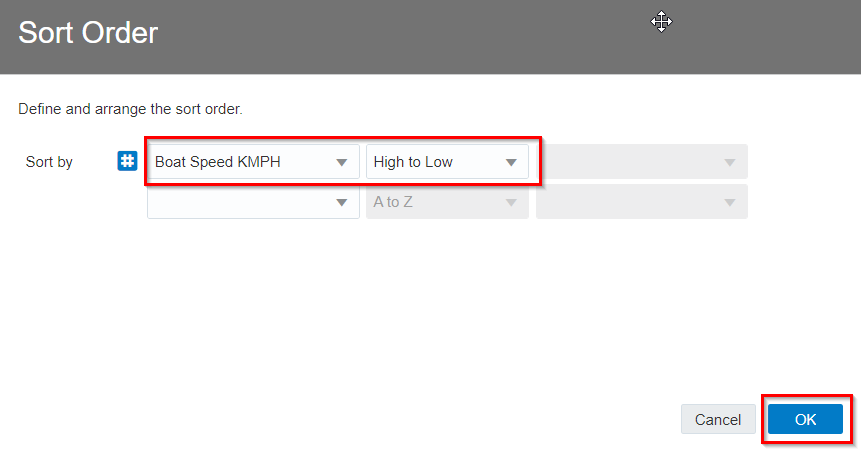 Sort Order
Define and arrange the sort order.
Sort by # Boat Speed KMPH High to Low
A to Z
Cancel OK